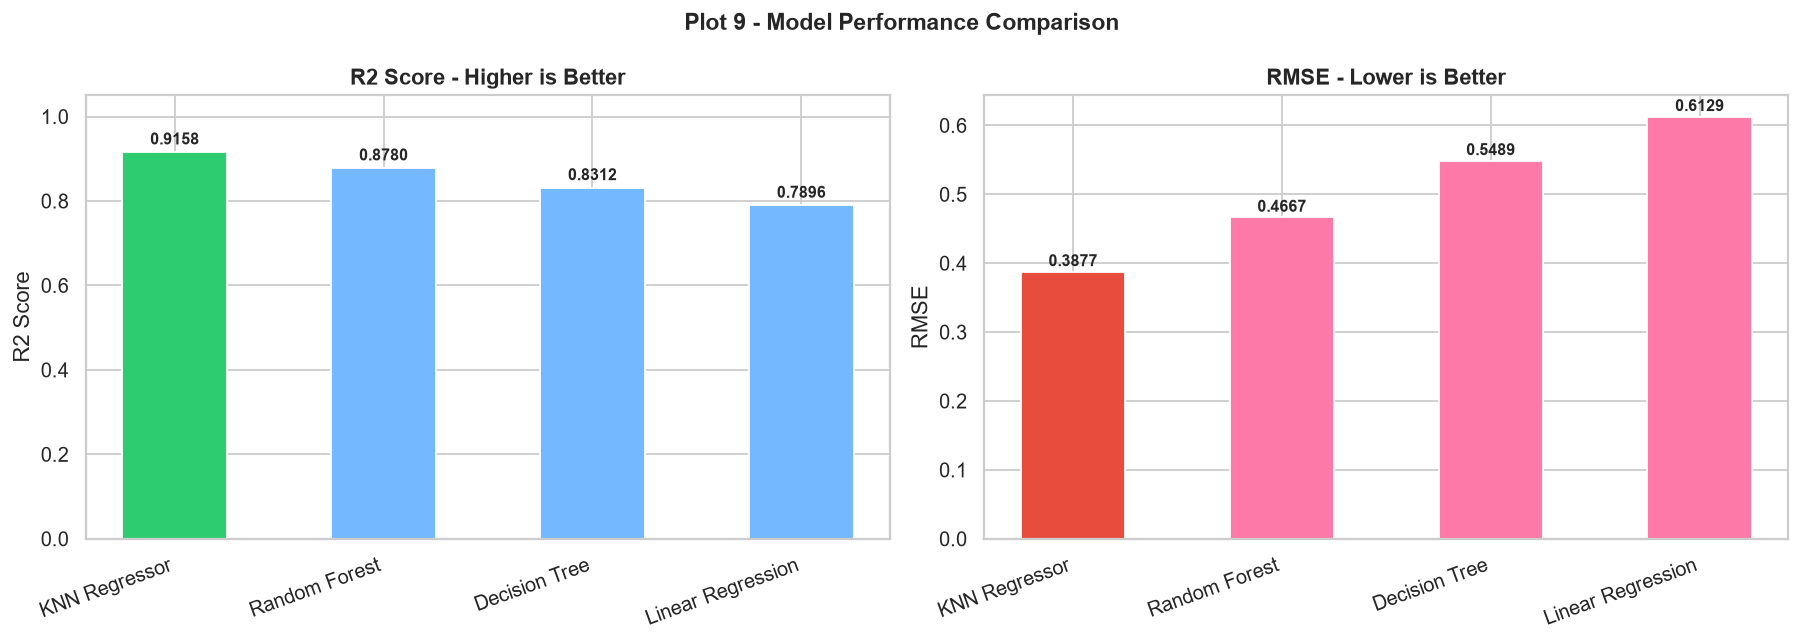 Plot 9 - Model Performance Comparison
R2 Score - Higher is Better
R2 Score
1.0
0.8
0.6
0.4
0.2
0.0
0.9158
0.8780
0.8312
0.7896
KNN Regressor
Random Forest
Decision Tree
Linear Regression
RMSE - Lower is Better
RMSE
0.6
0.5
0.4
0.3
0.2
0.1
0.0
0.3877
0.4667
0.5489
0.6129
KNN Regressor
Random Forest
Decision Tree
Linear Regression